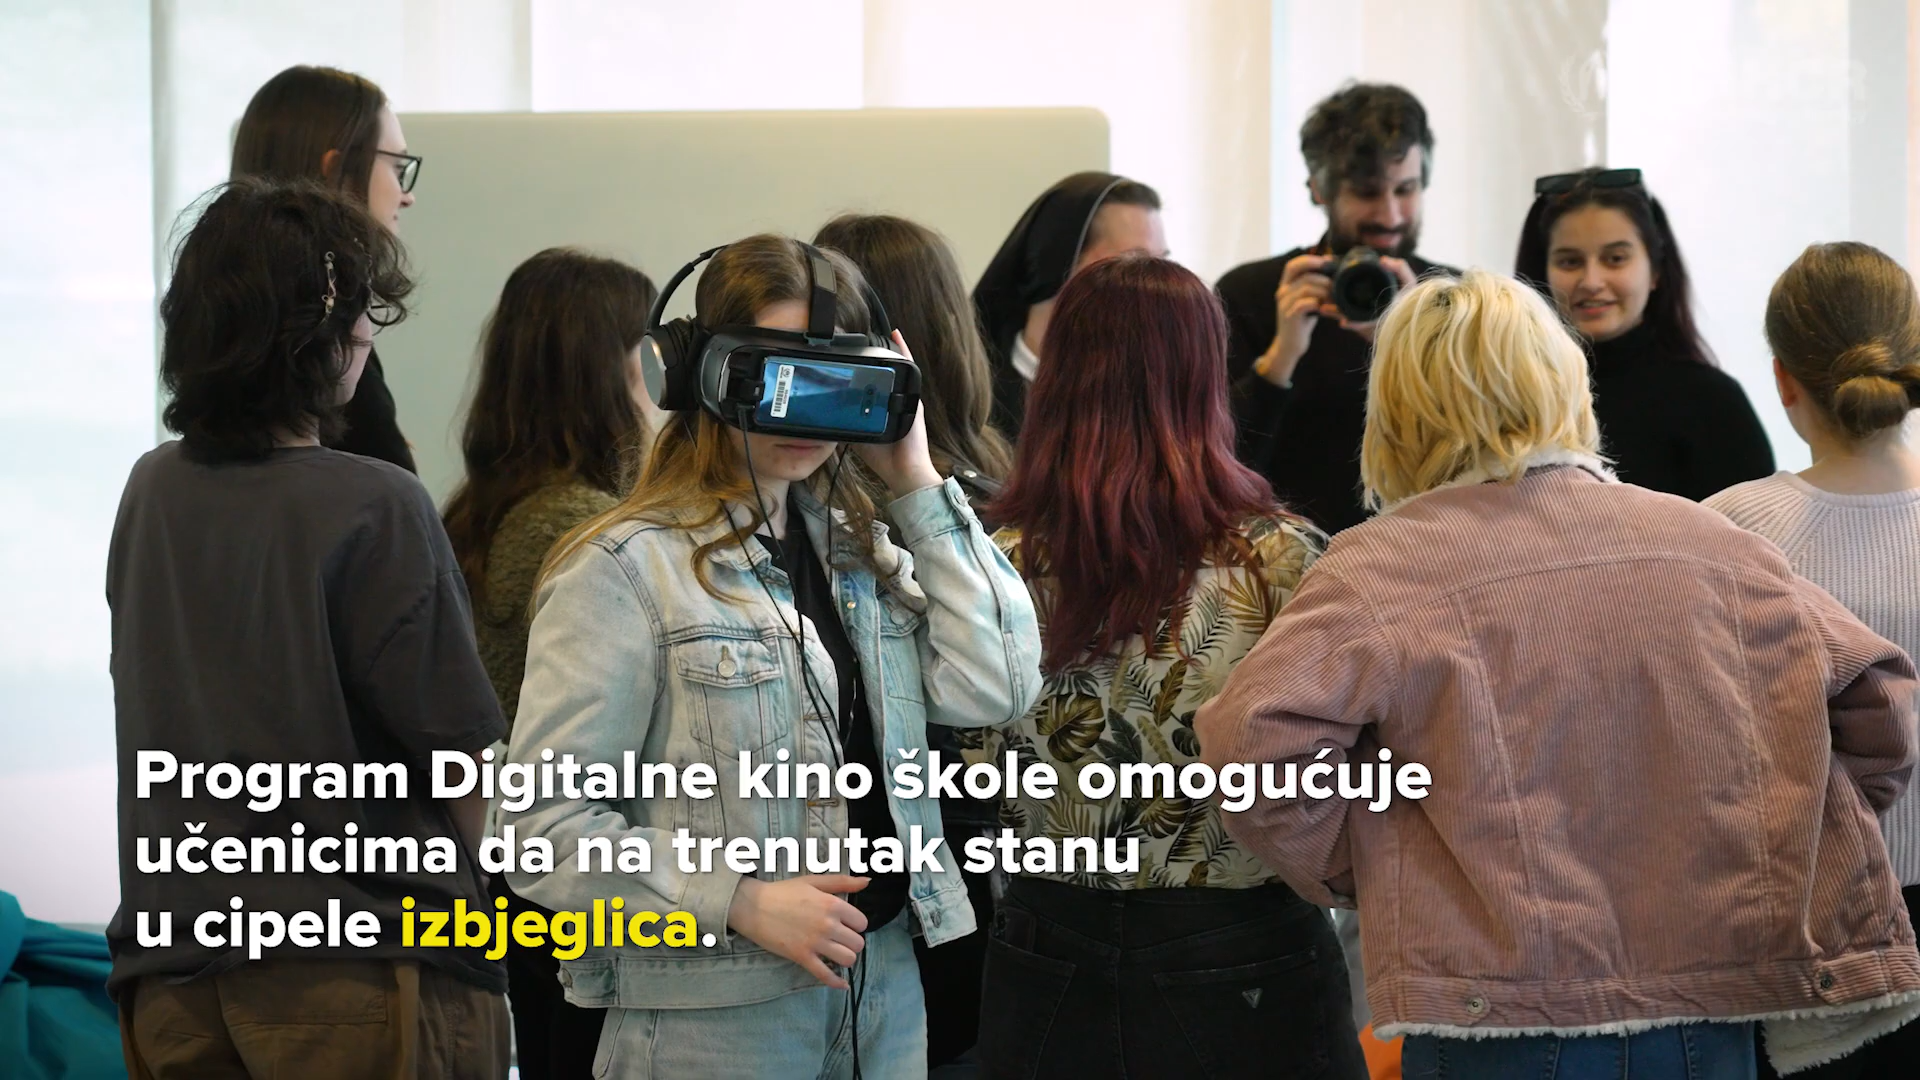 Program Digitalne kino škole omogućuje
učenicima da na trenutak stanu
u cipele izbjeglica.